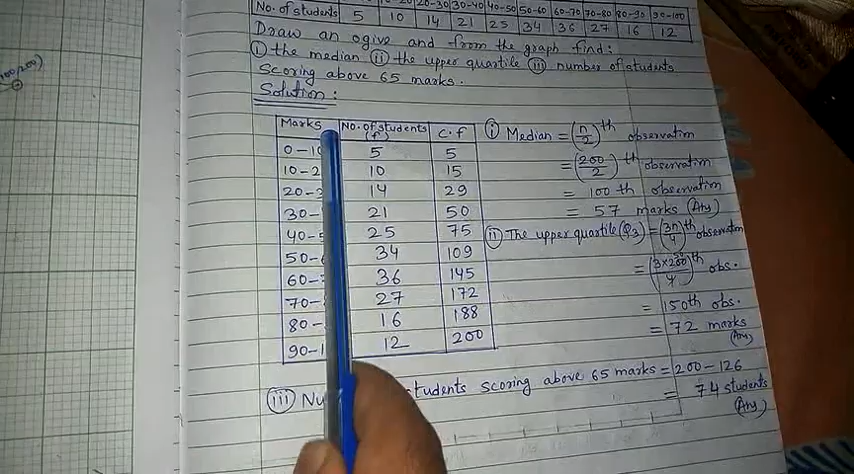 20-30 30-40 40-50 50-60 60-70 70-80 80-90 90-100
No. of students 5 10 14 21 25 34 36 27 16 12
Draw an ogive and from the graph find:
(i) the median (ii) the upper quartile (iii) number of students
scoring above 65 marks.
Solution:
Marks No. of students (f) C.f
0-10 5 5
10-2 10 15
20-3 14 29
30- 21 50
40-5 25 75
50-6 34 109
60-7 36 145
70-8 27 172
80- 16 188
90-1 12 200
(i) Median = (n/2)th observation
= (200/2)th observation
= 100 th observation
= 57 marks (Ans)
(ii) The upper quartile (Q3) = (3n/4)th observation
= (3×200/4)th obs.
50
= 150th obs.
= 72 marks
(Ans)
(iii) Nu tudents scoring above 65 marks = 200-126
= 74 students
(Ans)